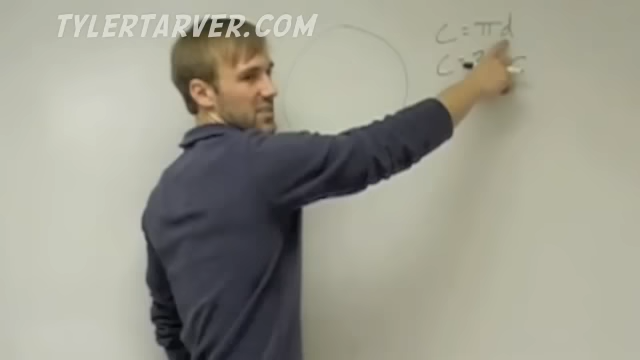 TYLERTARVER.COM
C = πd
C =